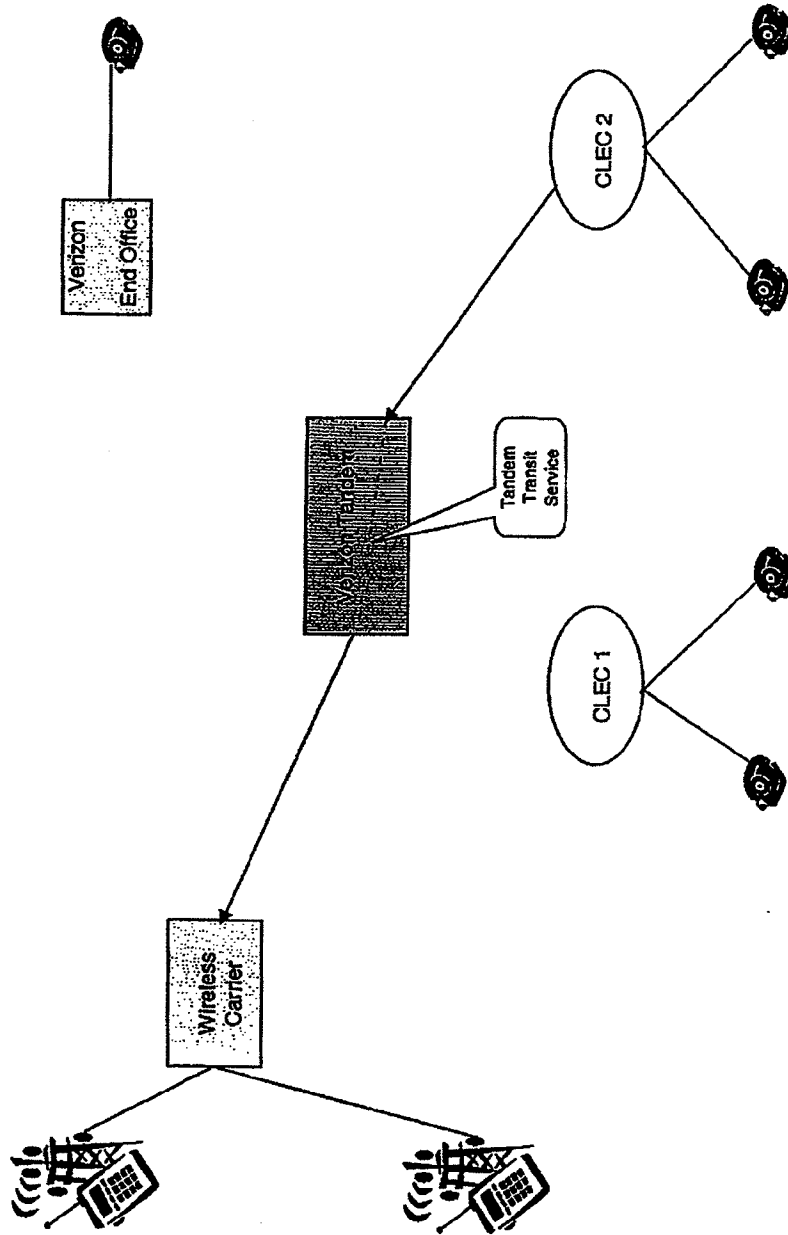 Verizon
End Office
Wireless
Carrier
Verizon Tandem
Tandem
Transit
Service
CLEC 1
CLEC 2